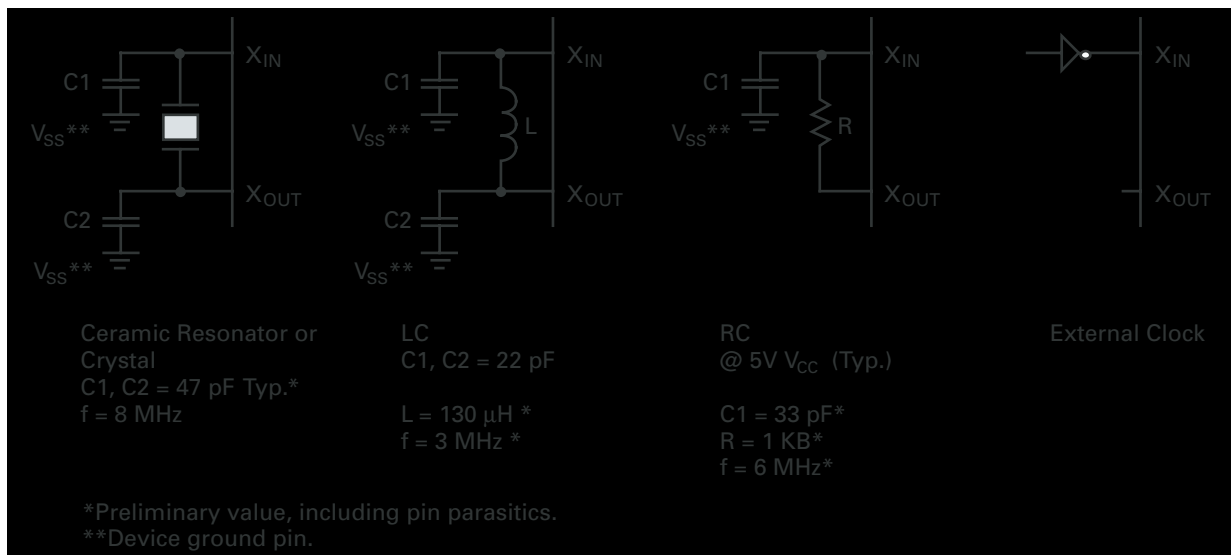 X_IN
C1
V_SS**
X_OUT
C2
V_SS**
Ceramic Resonator or
Crystal
C1, C2 = 47 pF Typ.*
f = 8 MHz
X_IN
C1
V_SS**
L
X_OUT
C2
V_SS**
LC
C1, C2 = 22 pF
L = 130 μH *
f = 3 MHz *
X_IN
C1
V_SS**
R
X_OUT
RC
@ 5V V_CC (Typ.)
C1 = 33 pF*
R = 1 KB*
f = 6 MHz*
X_IN
X_OUT
External Clock
*Preliminary value, including pin parasitics.
**Device ground pin.